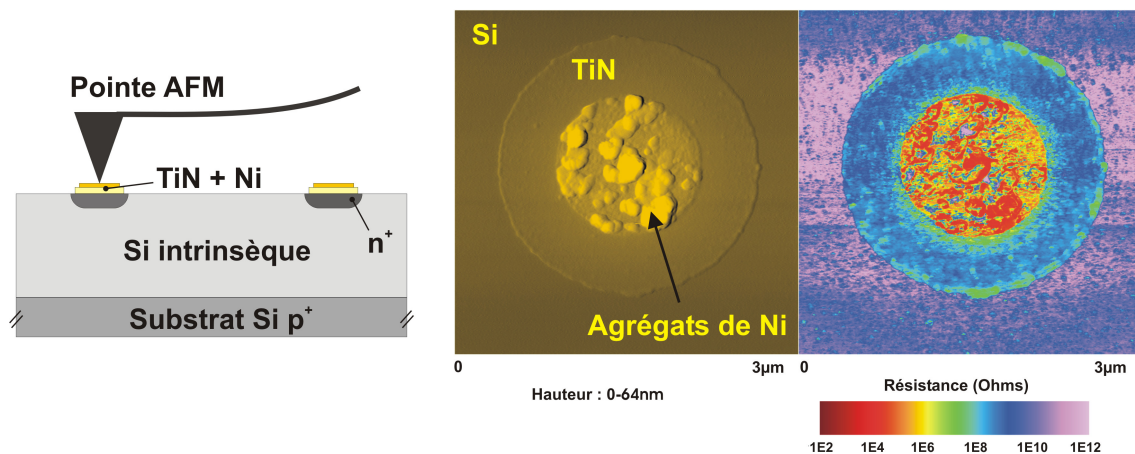 Pointe AFM
TiN + Ni
n+
Si intrinsèque
Substrat Si p+
Si
TiN
Agrégats de Ni
0 3µm
Hauteur : 0-64nm
0 3µm
Résistance (Ohms)
1E2 1E4 1E6 1E8 1E10 1E12